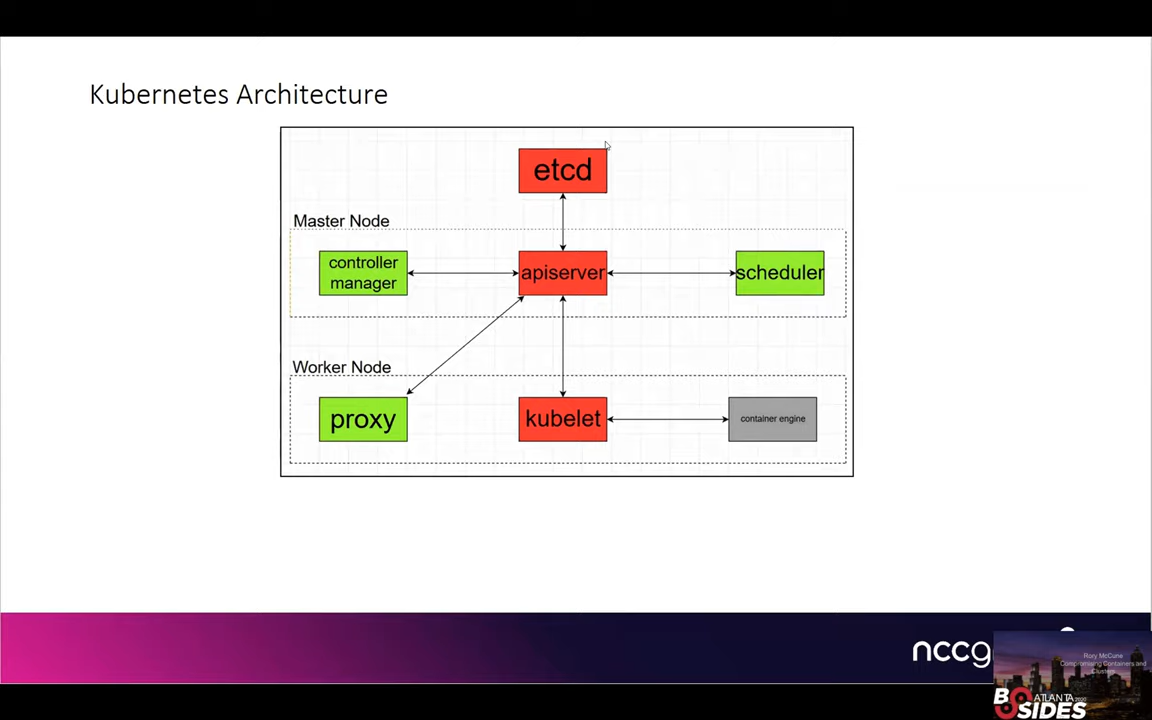 Kubernetes Architecture
etcd
Master Node
controller
manager
apiserver
scheduler
Worker Node
proxy
kubelet
container engine
nccg
Rory McCune
Compromising Containers and
Clusters
BSIDES
ATLANTA